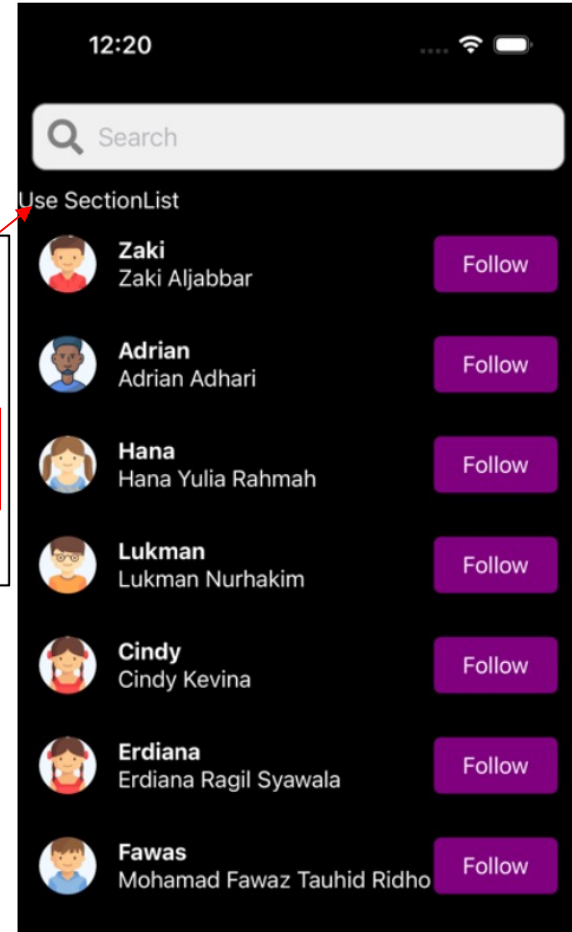 12:20
Search
Use SectionList
Zaki
Zaki Aljabbar
Follow
Adrian
Adrian Adhari
Follow
Hana
Hana Yulia Rahmah
Follow
Lukman
Lukman Nurhakim
Follow
Cindy
Cindy Kevina
Follow
Erdiana
Erdiana Ragil Syawala
Follow
Fawas
Mohamad Fawaz Tauhid Ridho
Follow